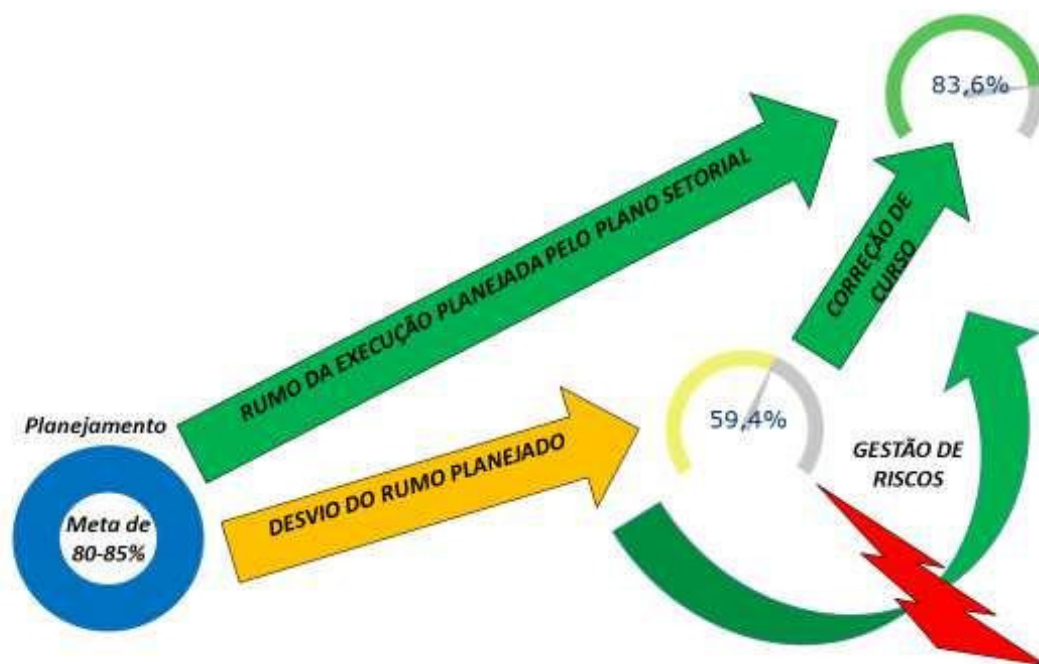 83,6%
RUMO DA EXECUÇÃO PLANEJADA PELO PLANO SETORIAL
CORREÇÃO DE
CURSO
Planejamento
Meta de
80-85%
DESVIO DO RUMO PLANEJADO
59,4%
GESTÃO DE
RISCOS